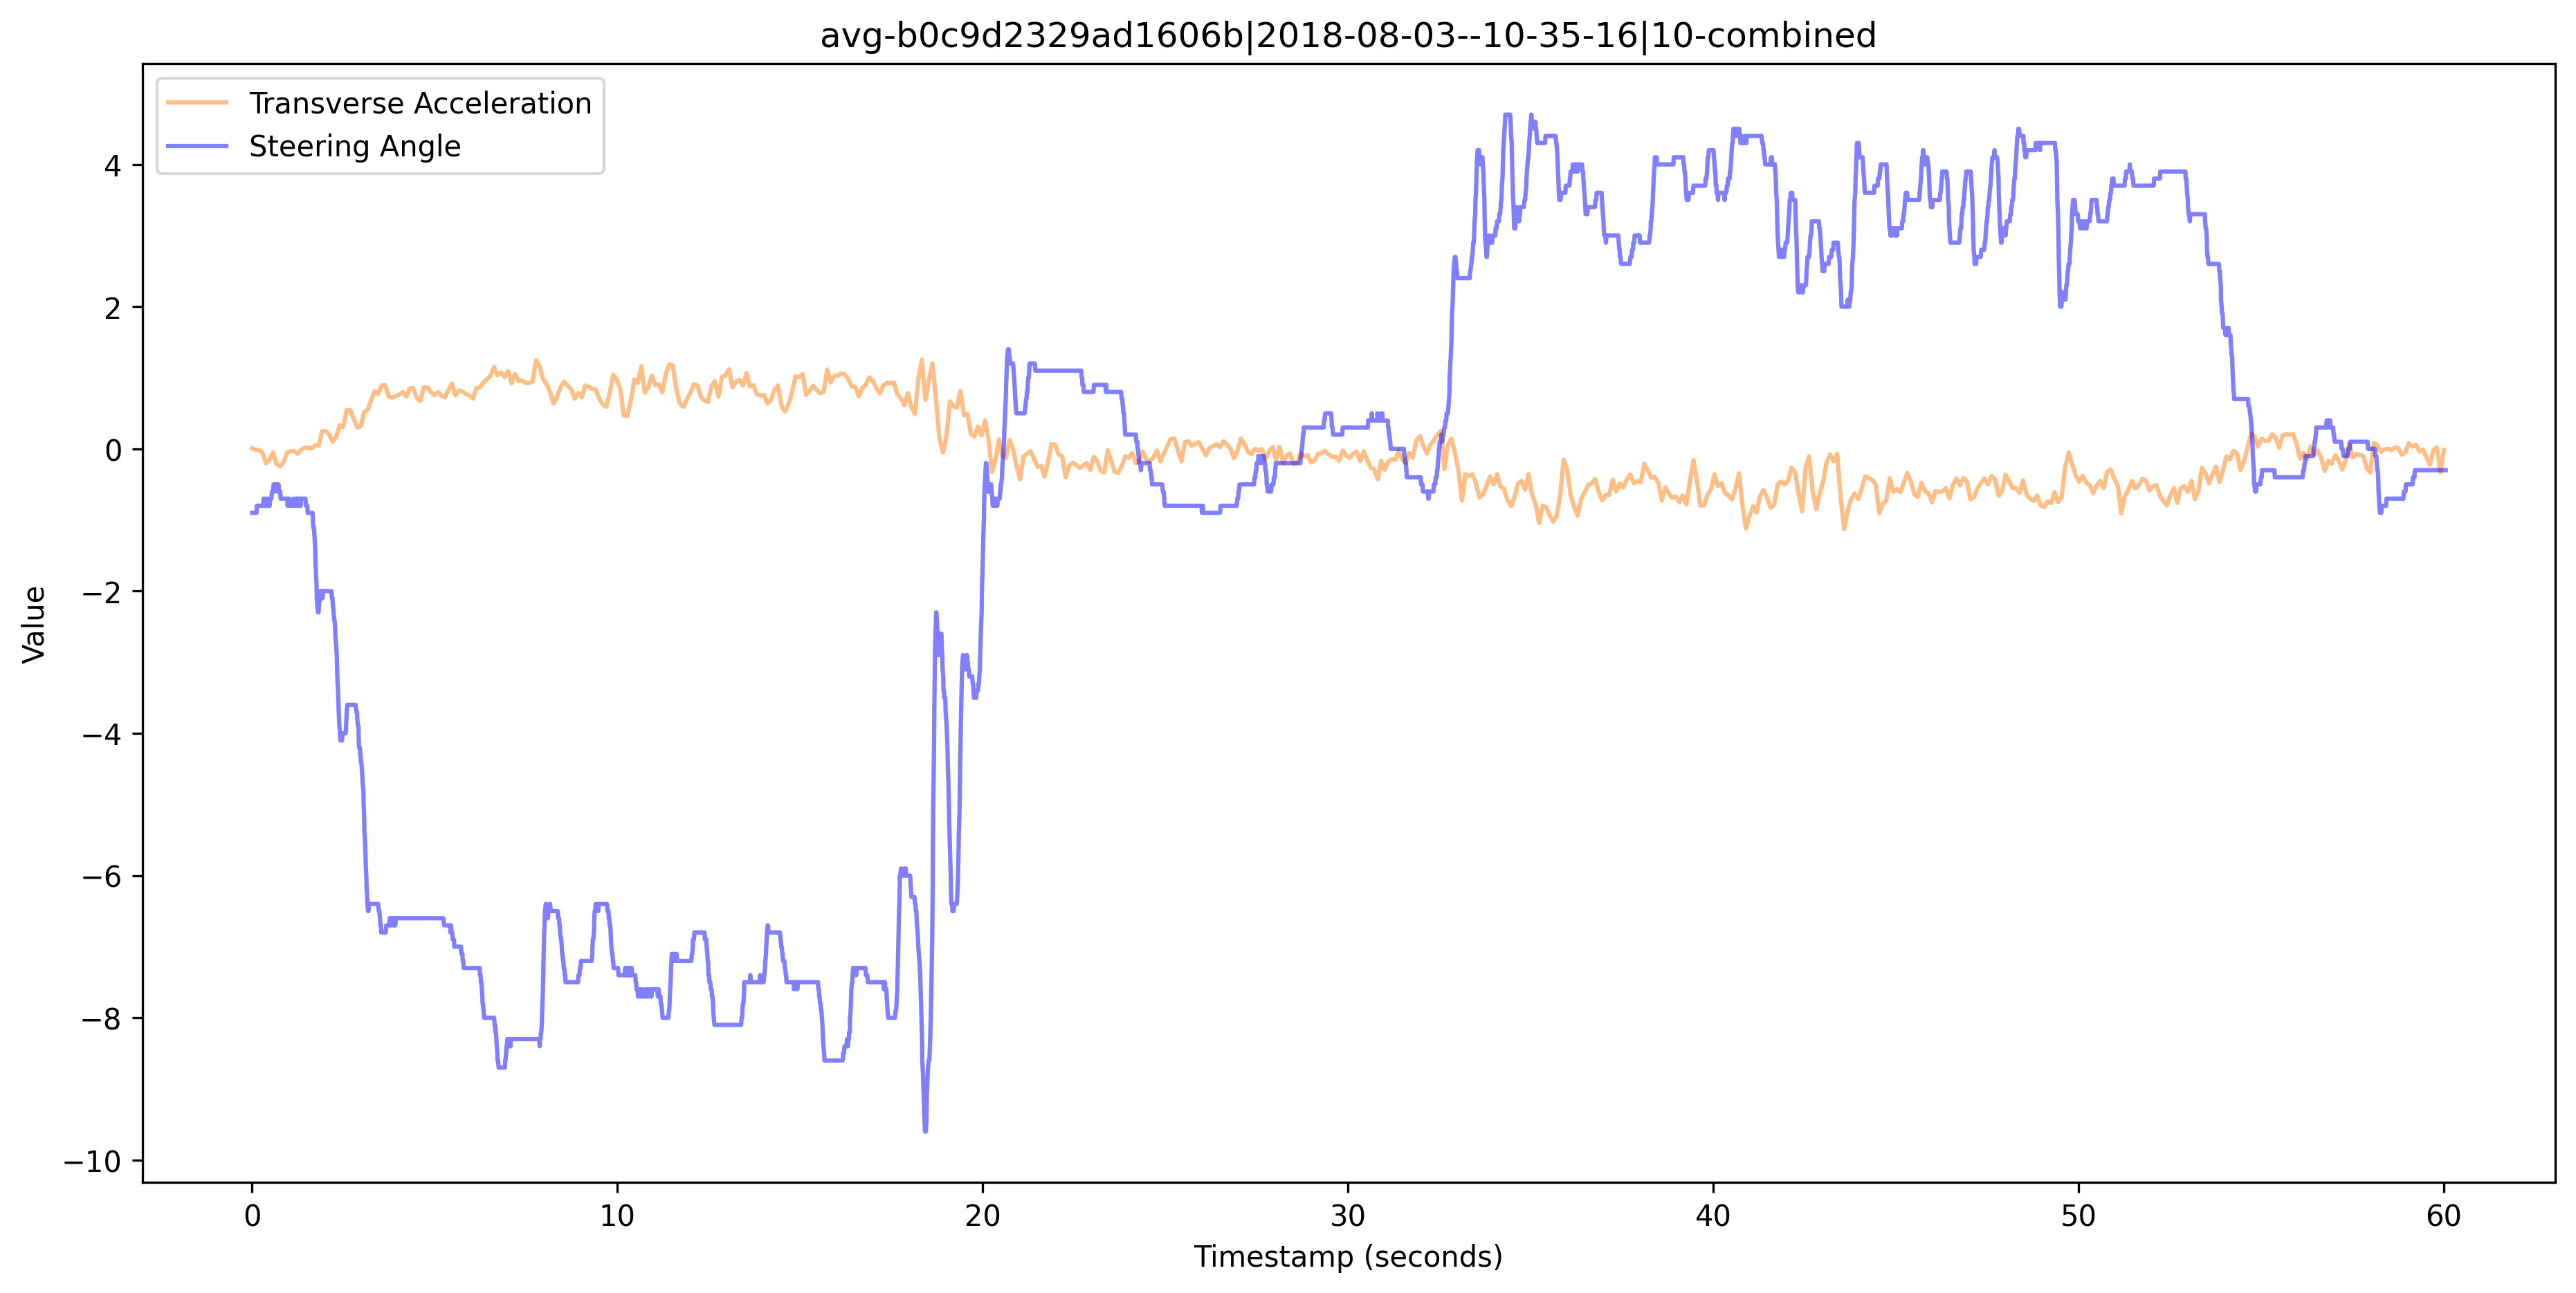 avg-b0c9d2329ad1606b|2018-08-03--10-35-16|10-combined
Transverse Acceleration
Steering Angle
4
2
0
−2
−4
−6
−8
−10
Value
0 10 20 30 40 50 60
Timestamp (seconds)